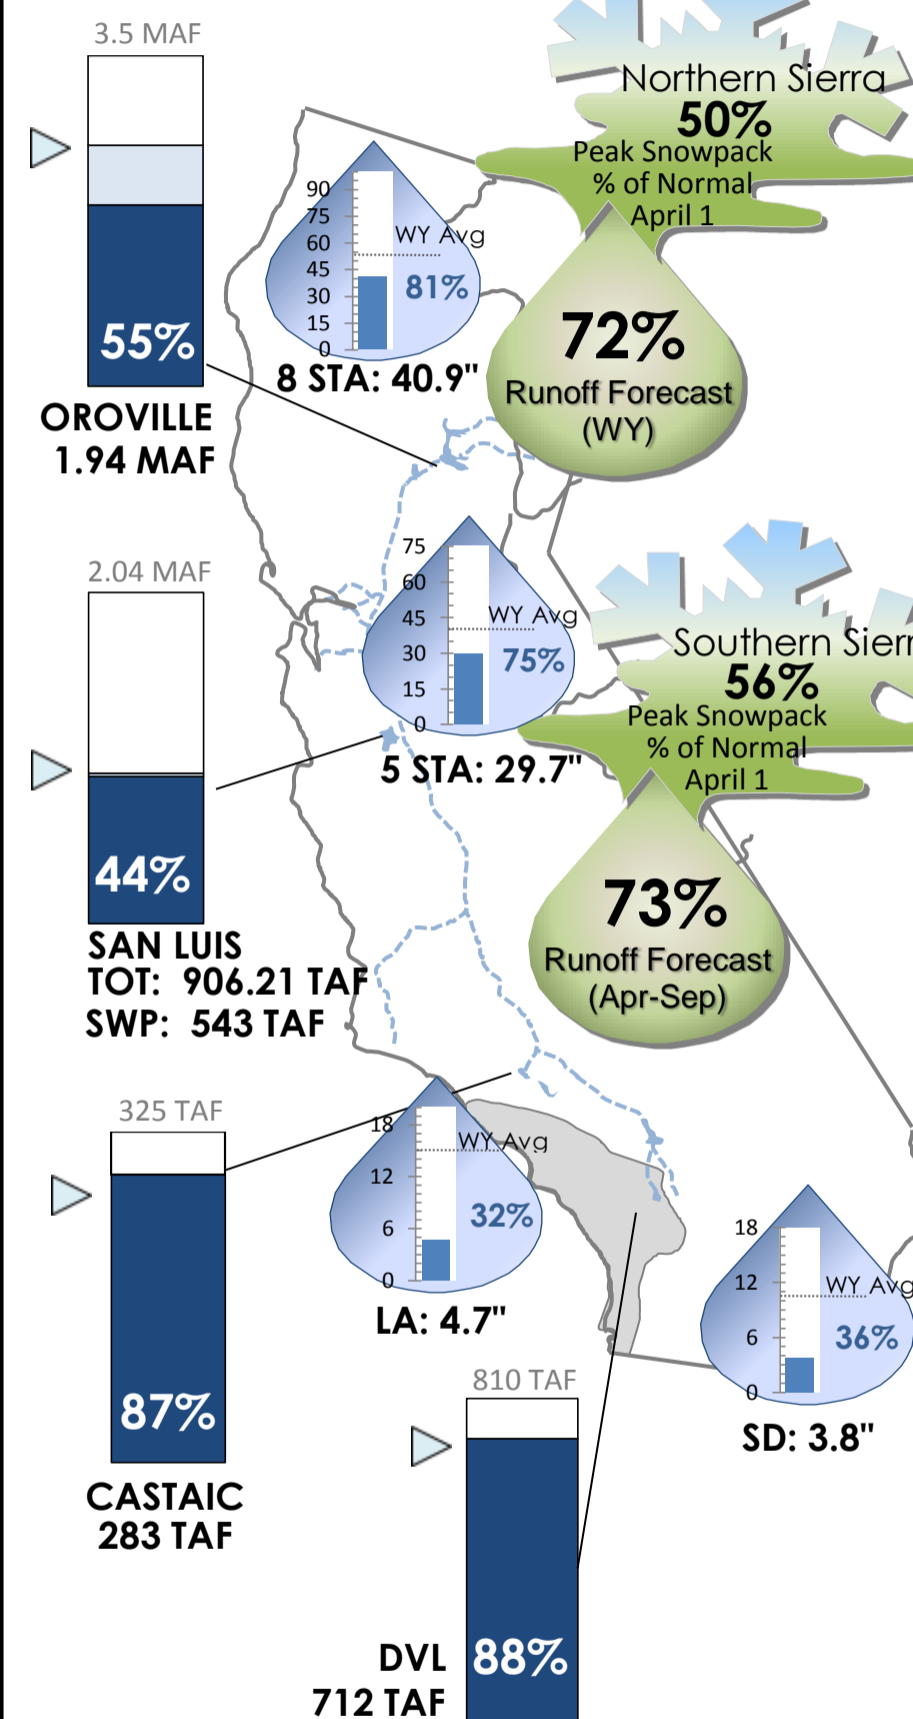 3.5 MAF
55%
OROVILLE
1.94 MAF
Northern Sierra
50%
Peak Snowpack
% of Normal
April 1
90
75
60
45
30
15
0
WY Avg
81%
8 STA: 40.9"
72%
Runoff Forecast
(WY)
2.04 MAF
44%
SAN LUIS
TOT: 906.21 TAF
SWP: 543 TAF
75
60
45
30
15
0
WY Avg
75%
5 STA: 29.7"
Southern Sierr
56%
Peak Snowpack
% of Normal
April 1
73%
Runoff Forecast
(Apr-Sep)
325 TAF
87%
CASTAIC
283 TAF
18
12
6
0
WY Avg
32%
LA: 4.7"
18
12
6
0
WY Avg
36%
SD: 3.8"
810 TAF
88%
DVL
712 TAF